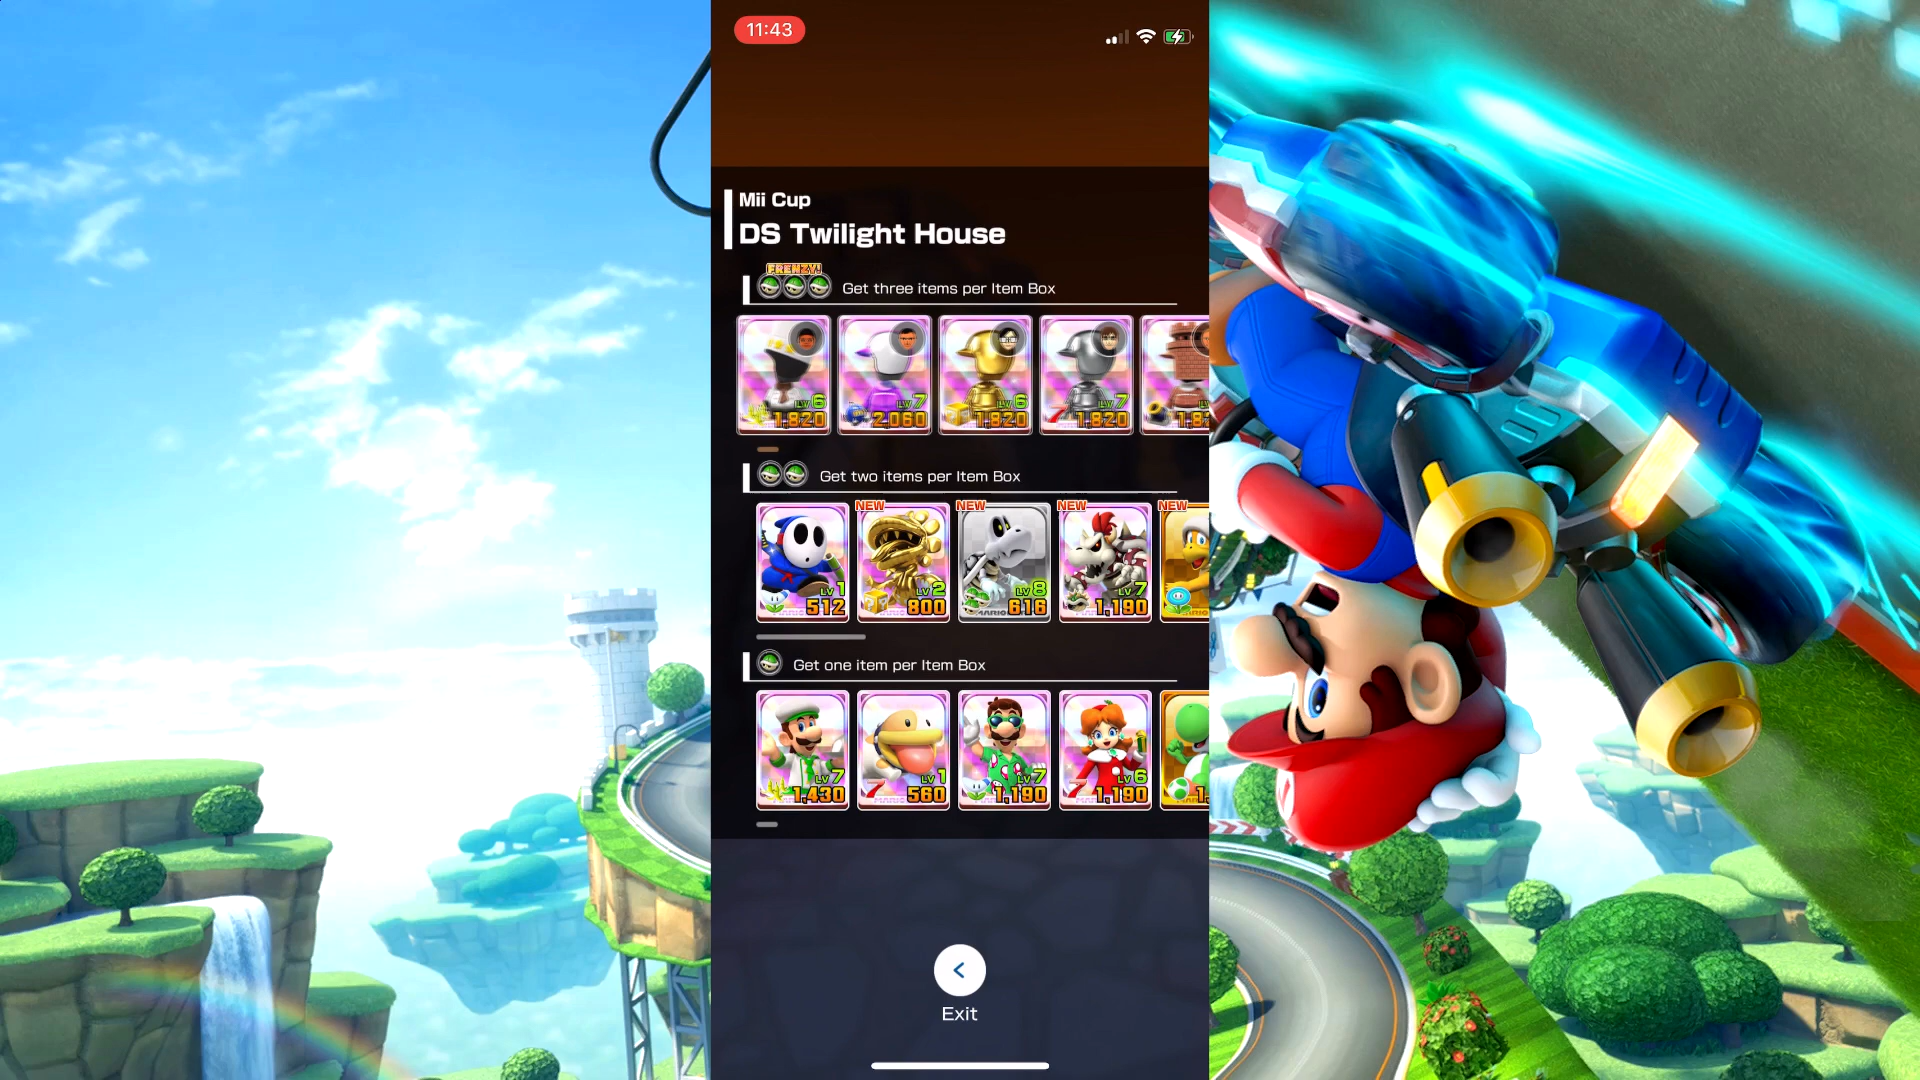 11:43
Mii Cup
DS Twilight House
FRENZY!
Get three items per Item Box
LV 6
1,820
LV 7
2,060
LV 6
1,820
LV 7
1,820
Get two items per Item Box
LV 1
512
NEW
LV 2
800
NEW
LV 8
616
NEW
LV 7
1,190
NEW
Get one item per Item Box
LV 7
1,430
LV 1
560
LV 7
1,190
LV 6
1,190
Exit